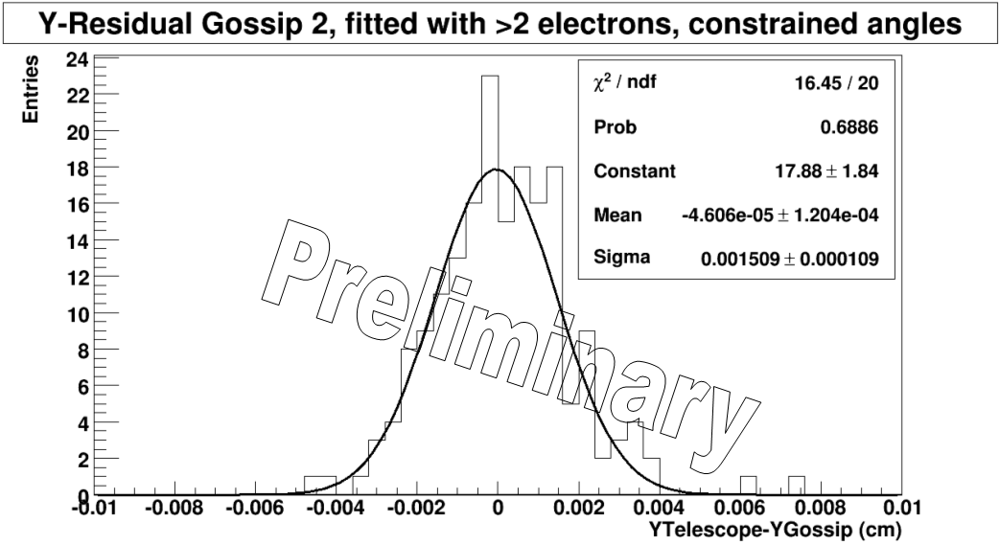 Y-Residual Gossip 2, fitted with >2 electrons, constrained angles
Entries
24
22
20
18
16
14
12
10
8
6
4
2
0
χ² / ndf 16.45 / 20
Prob 0.6886
Constant 17.88 ± 1.84
Mean -4.606e-05 ± 1.204e-04
Sigma 0.001509 ± 0.000109
Preliminary
-0.01 -0.008 -0.006 -0.004 -0.002 0 0.002 0.004 0.006 0.008 0.01
YTelescope-YGossip (cm)